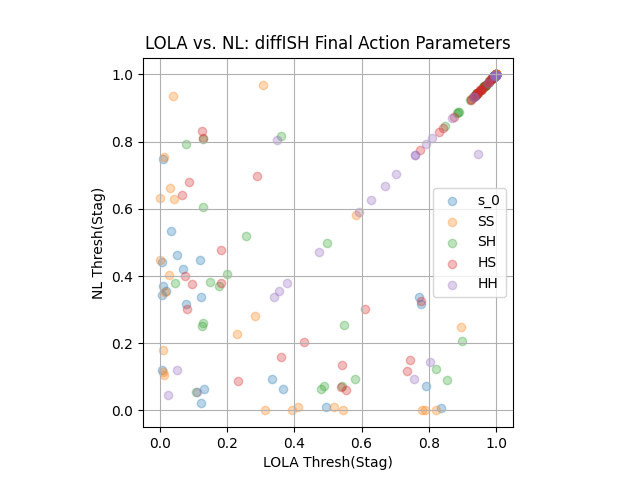 LOLA vs. NL: diffISH Final Action Parameters
1.0
0.8
0.6
0.4
0.2
0.0
NL Thresh(Stag)
s_0
SS
SH
HS
HH
0.0 0.2 0.4 0.6 0.8 1.0
LOLA Thresh(Stag)